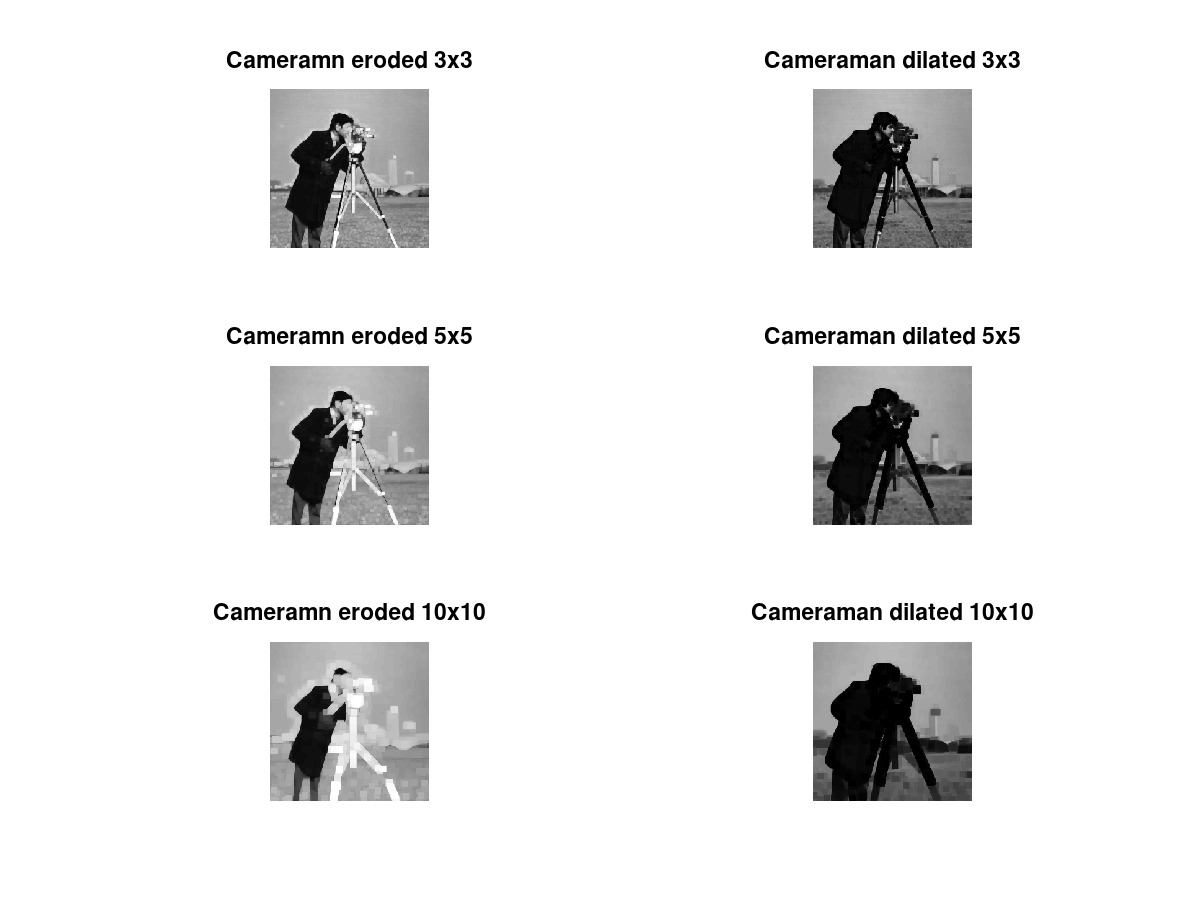 Cameramn eroded 3x3
Cameraman dilated 3x3
Cameramn eroded 5x5
Cameraman dilated 5x5
Cameramn eroded 10x10
Cameraman dilated 10x10